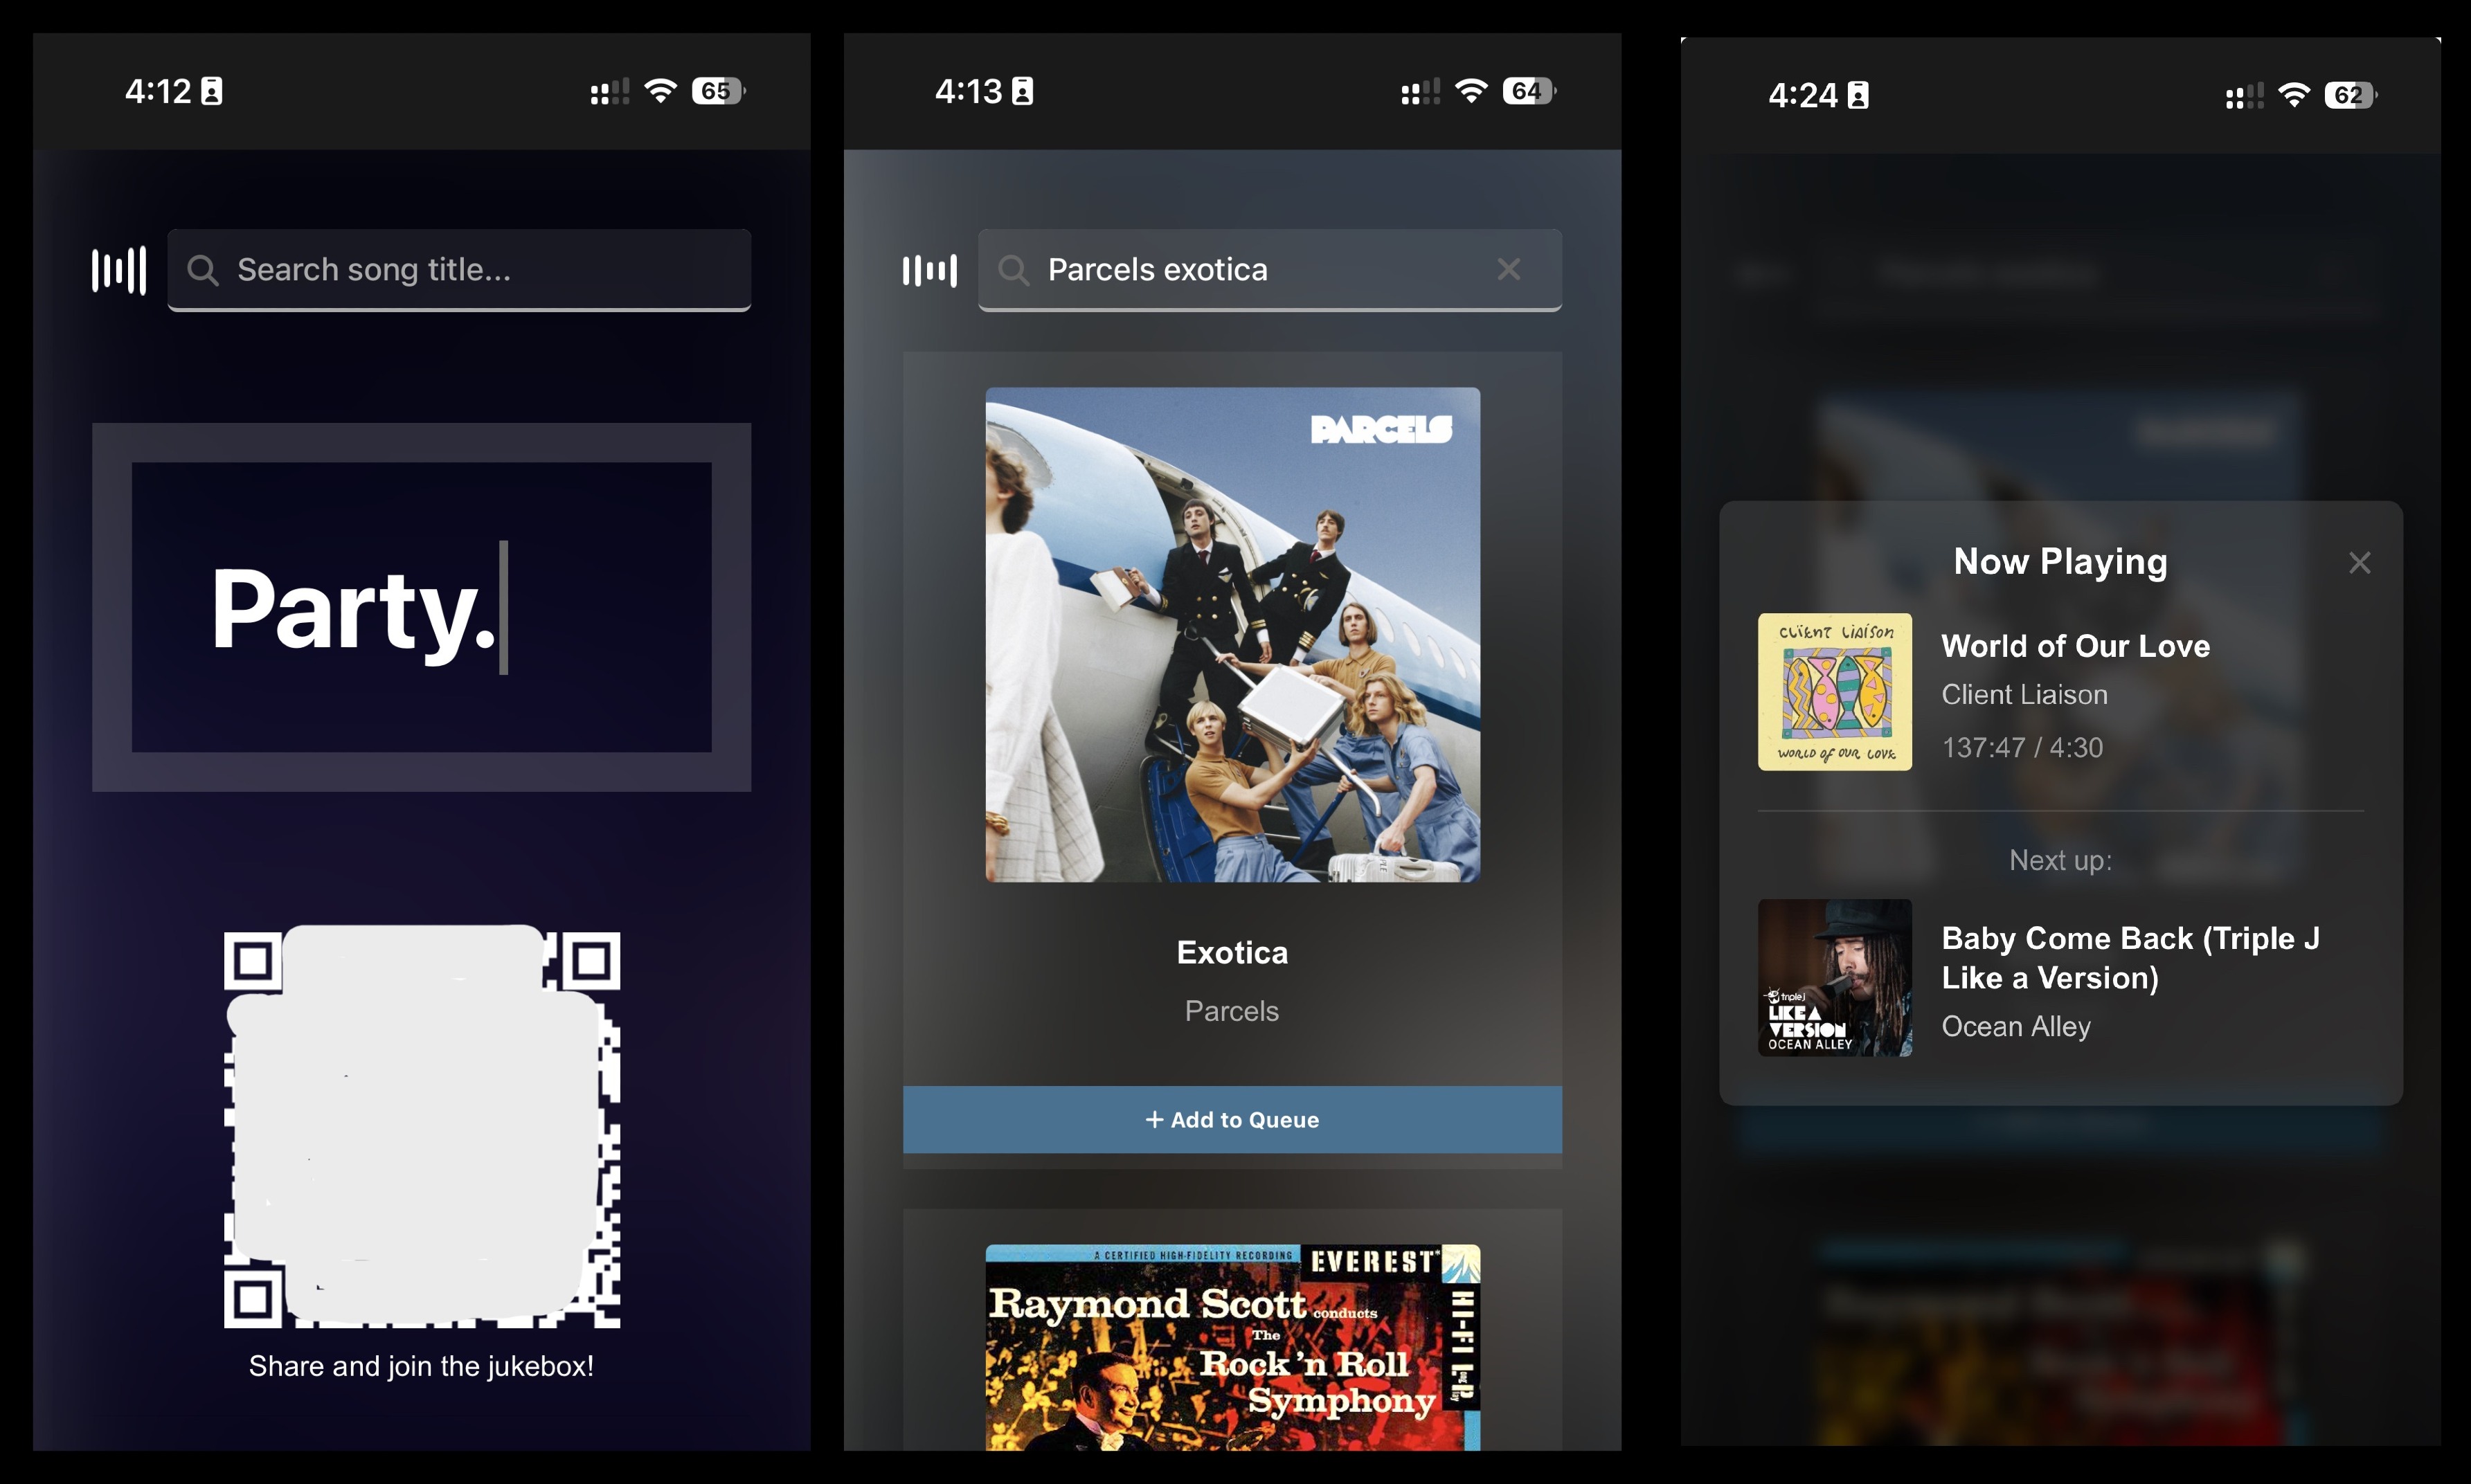 4:12
65
Search song title...
Party.
Share and join the jukebox!
4:13
64
Parcels exotica
PARCELS
Exotica
Parcels
+ Add to Queue
A CERTIFIED HIGH-FIDELITY RECORDING
EVEREST
Raymond Scott conducts
The
Rock 'n Roll
Symphony
HI-FI LP
4:24
62
Now Playing
CLIENT LIAISON
WORLD OF OUR LOVE
World of Our Love
Client Liaison
137:47 / 4:30
Next up:
triple j
LIKE A
VERSION
OCEAN ALLEY
Baby Come Back (Triple J
Like a Version)
Ocean Alley